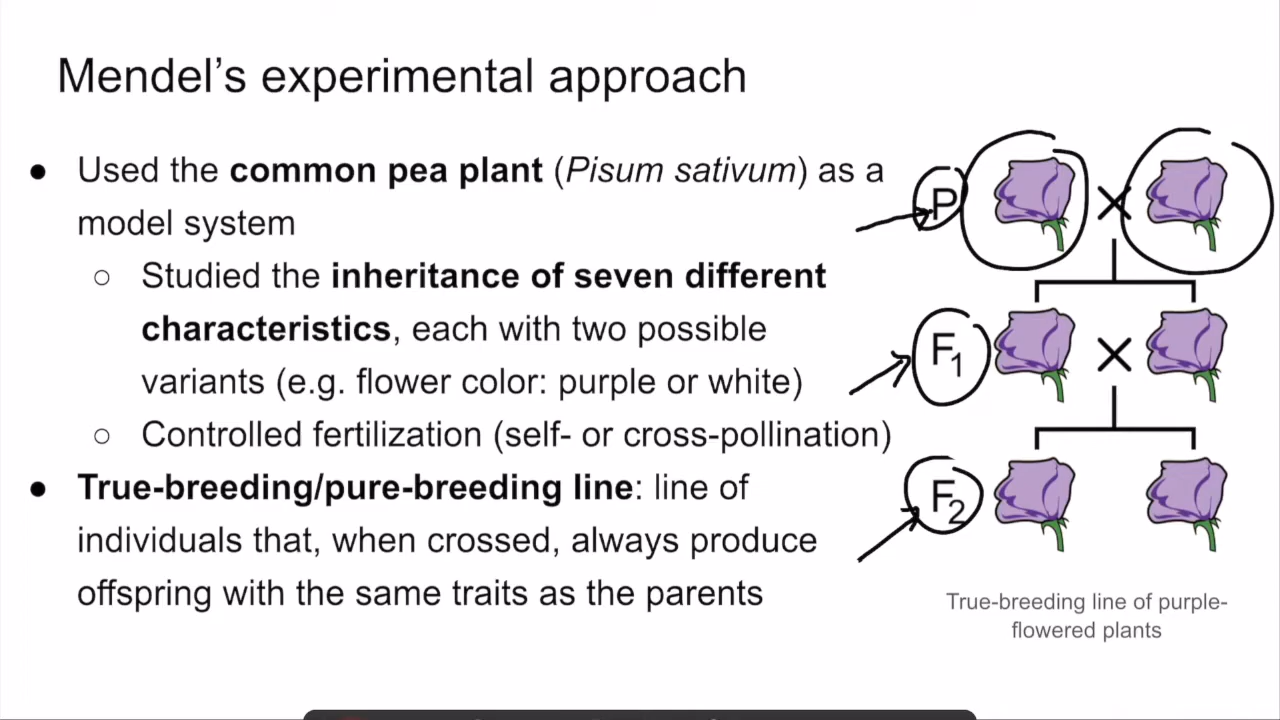 Mendel’s experimental approach
● Used the common pea plant (Pisum sativum) as a
model system
○ Studied the inheritance of seven different
characteristics, each with two possible
variants (e.g. flower color: purple or white)
○ Controlled fertilization (self- or cross-pollination)
● True-breeding/pure-breeding line: line of
individuals that, when crossed, always produce
offspring with the same traits as the parents
P
F1
F2
True-breeding line of purple-
flowered plants